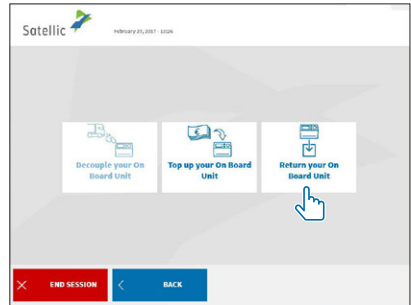 Satellic
February 23, 2017 - 13:26
Decouple your On
Board Unit
Top up your On Board
Unit
Return your On
Board Unit
END SESSION
BACK